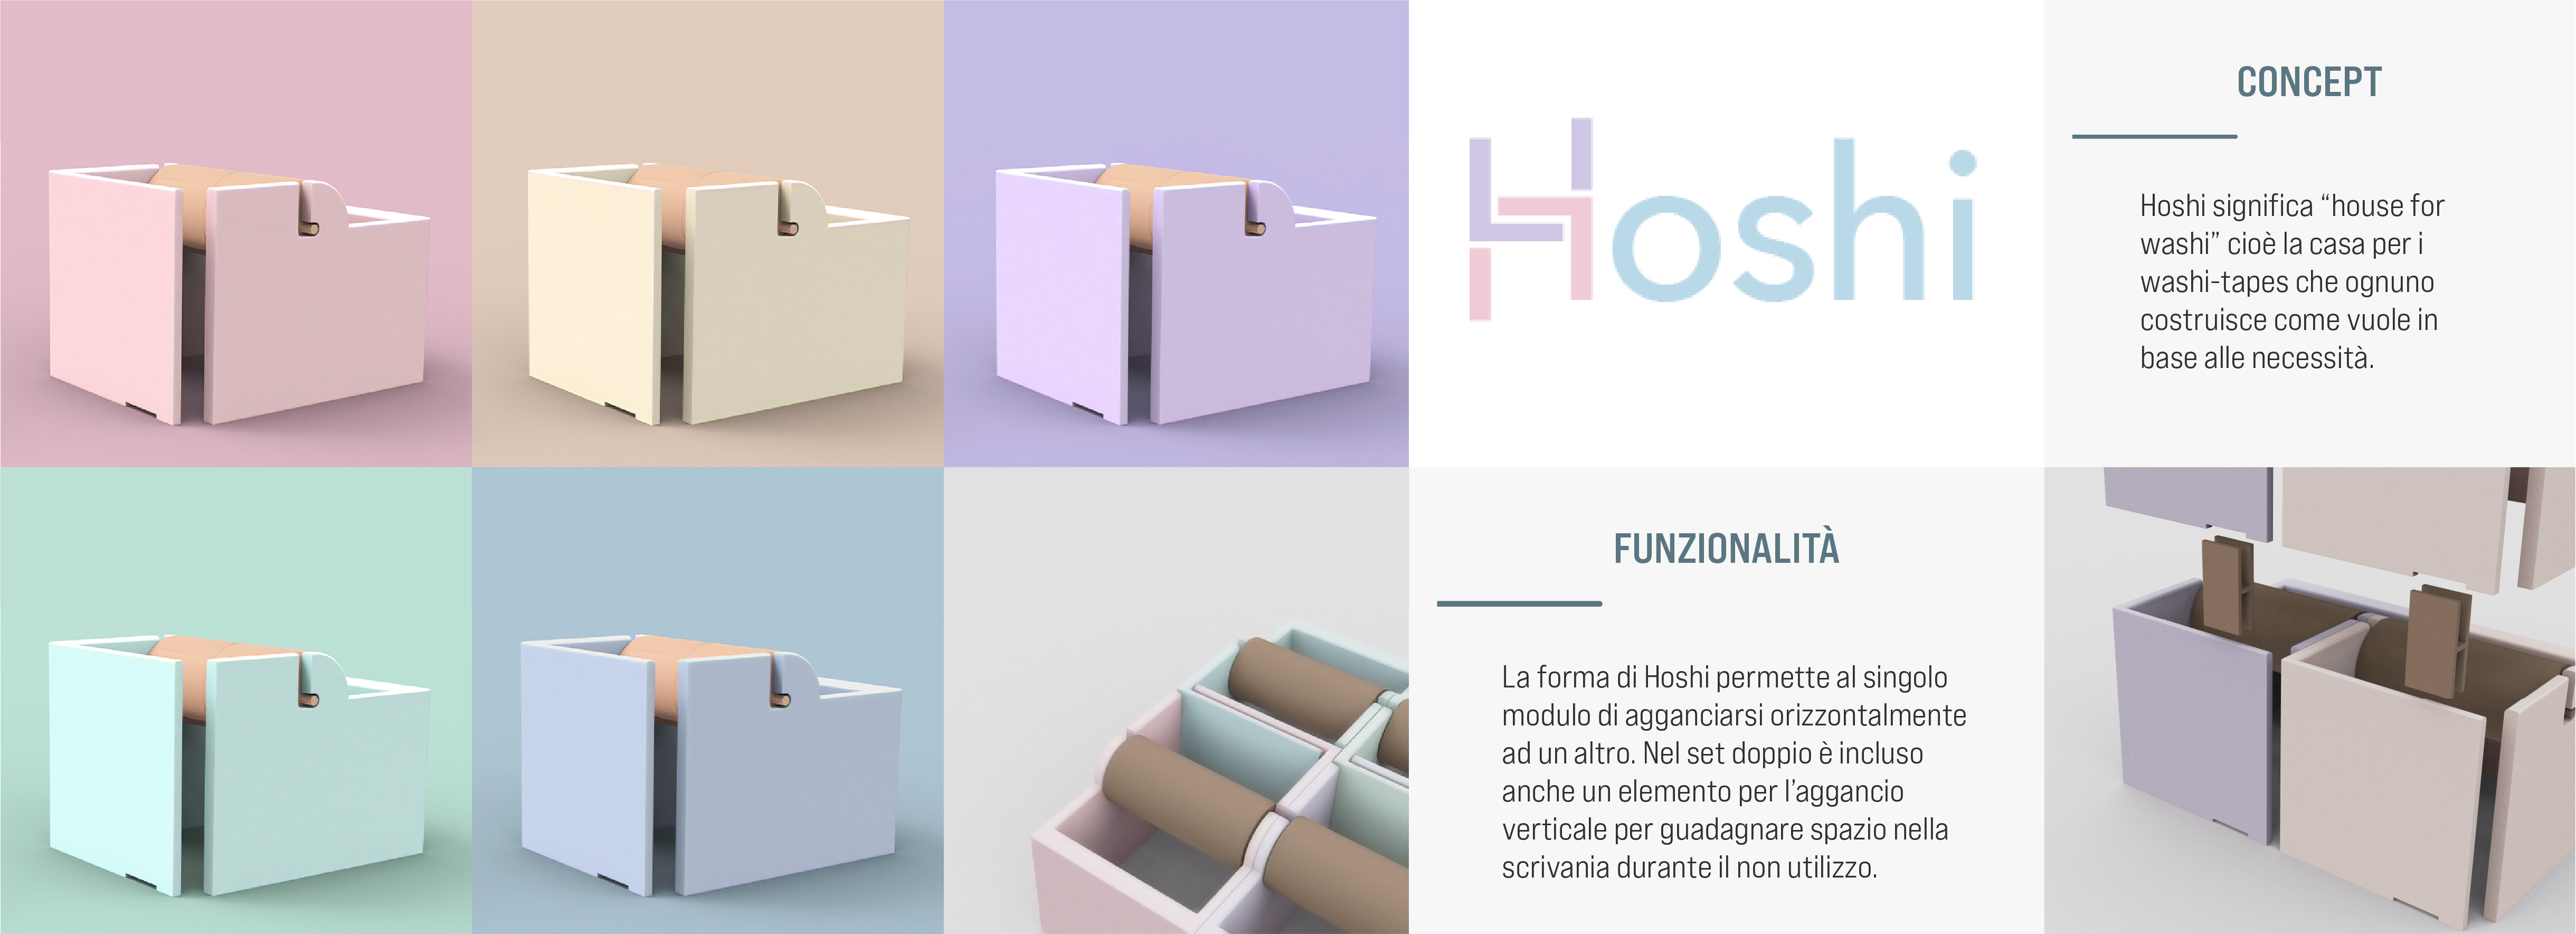 Hoshi
CONCEPT
Hoshi significa “house for
washi” cioè la casa per i
washi-tapes che ognuno
costruisce come vuole in
base alle necessità.
FUNZIONALITÀ
La forma di Hoshi permette al singolo
modulo di agganciarsi orizzontalmente
ad un altro. Nel set doppio è incluso
anche un elemento per l’aggancio
verticale per guadagnare spazio nella
scrivania durante il non utilizzo.